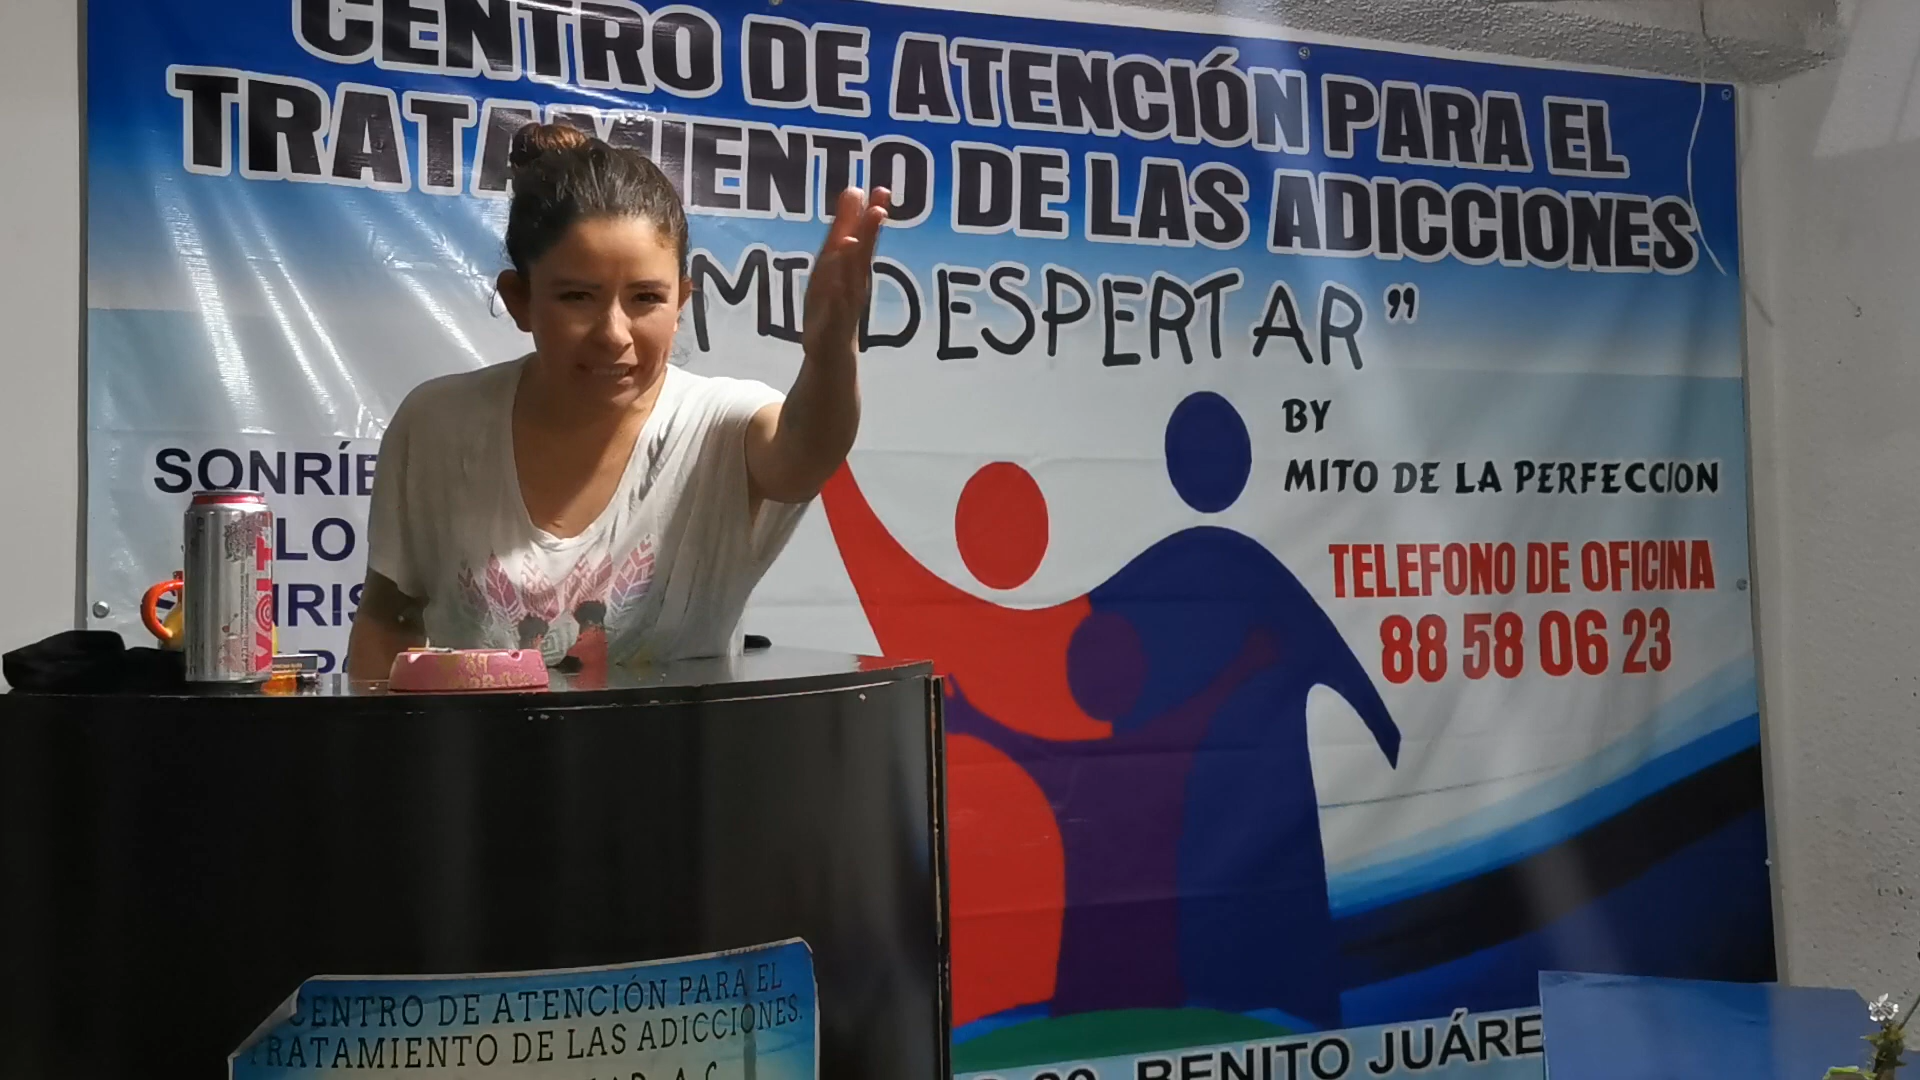 CENTRO DE ATENCIÓN PARA EL
TRATAMIENTO DE LAS ADICCIONES
MI DESPERTAR”
BY
MITO DE LA PERFECCION
TELEFONO DE OFICINA
88 58 06 23
SONRÍE
LO
BENITO JUÁRE
VOLT
CENTRO DE ATENCIÓN PARA EL
TRATAMIENTO DE LAS ADICCIONES.
A.C.